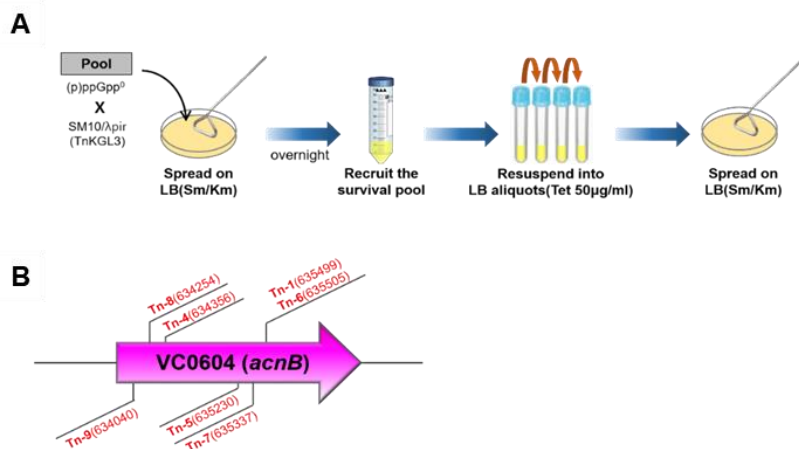 A
Pool
(p)ppGpp⁰
X
SM10/λpir
(TnKGL3)
Spread on
LB(Sm/Km)
overnight
Recruit the
survival pool
Resuspend into
LB aliquots(Tet 50μg/ml)
Spread on
LB(Sm/Km)
B
Tn-8(634254)
Tn-4(634356)
Tn-1(635499)
Tn-6(635505)
VC0604 (acnB)
Tn-9(634040)
Tn-5(635230)
Tn-7(635337)